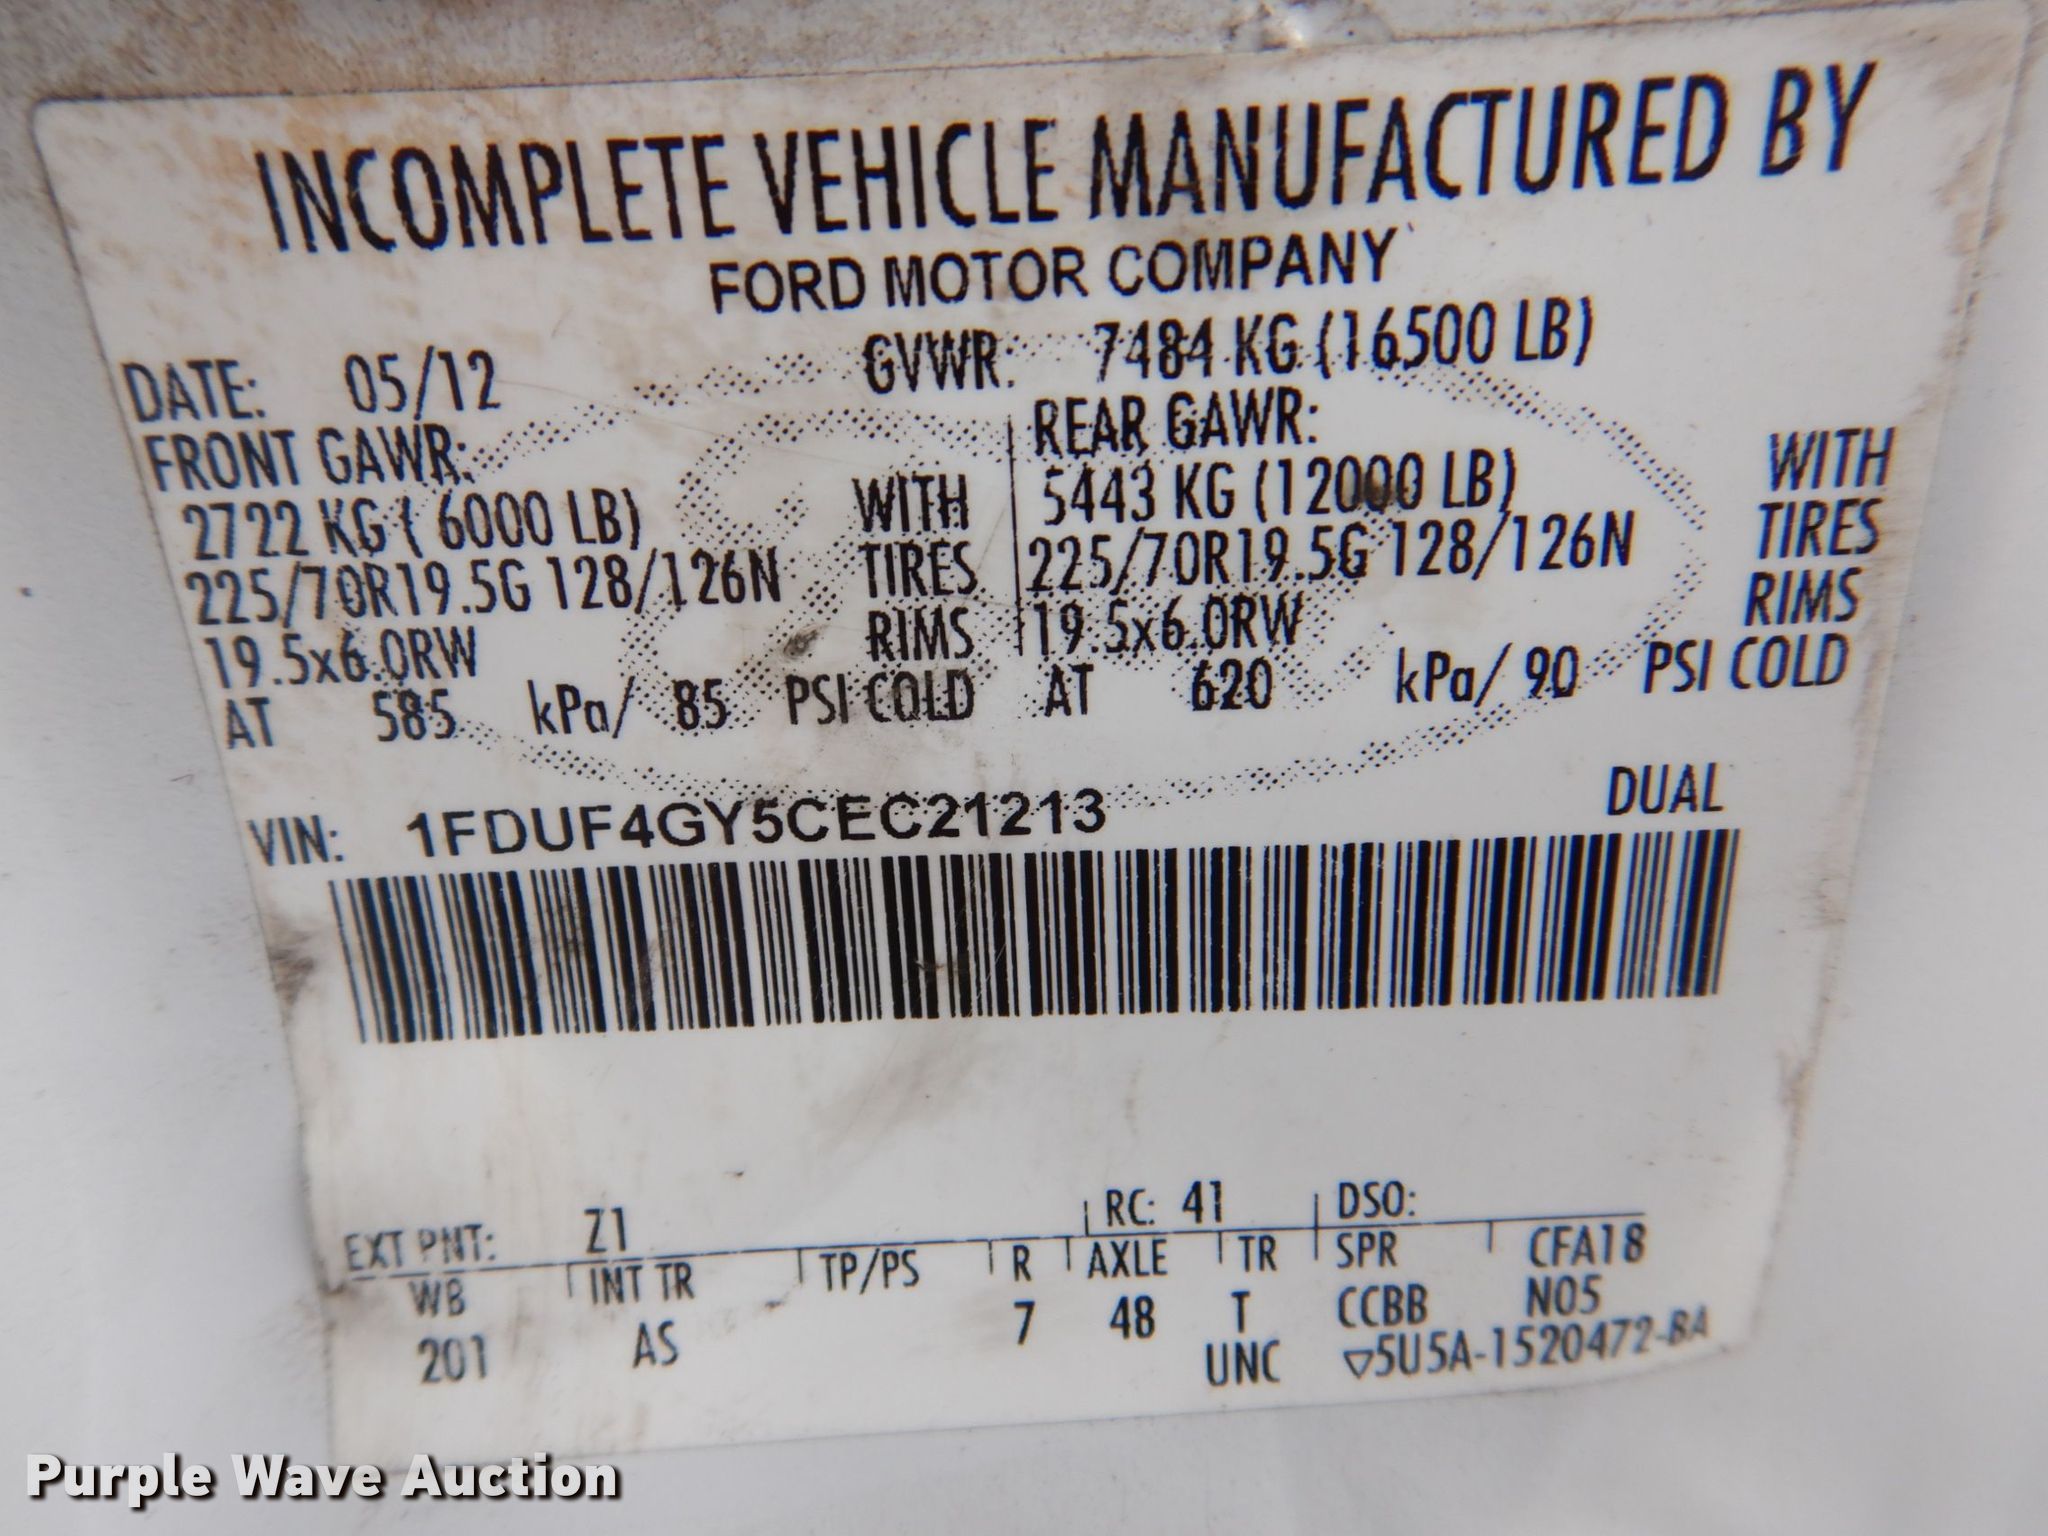 INCOMPLETE VEHICLE MANUFACTURED BY
FORD MOTOR COMPANY
DATE: 05/12 GVWR: 7484 KG (16500 LB)
FRONT GAWR: REAR GAWR:
2722 KG ( 6000 LB) WITH 5443 KG (12000 LB) WITH
225/70R19.5G 128/126N TIRES 225/70R19.5G 128/126N TIRES
19.5x6.0RW RIMS 19.5x6.0RW RIMS
AT 585 kPa/ 85 PSI COLD AT 620 kPa/ 90 PSI COLD
VIN: 1FDUF4GY5CEC21213 DUAL
EXT PNT: Z1 RC: 41 DSO:
WB INT TR TP/PS R AXLE TR SPR CFA18
201 AS 7 48 T CCBB N05
UNC ▽5U5A-1520472-BA
Purple Wave Auction